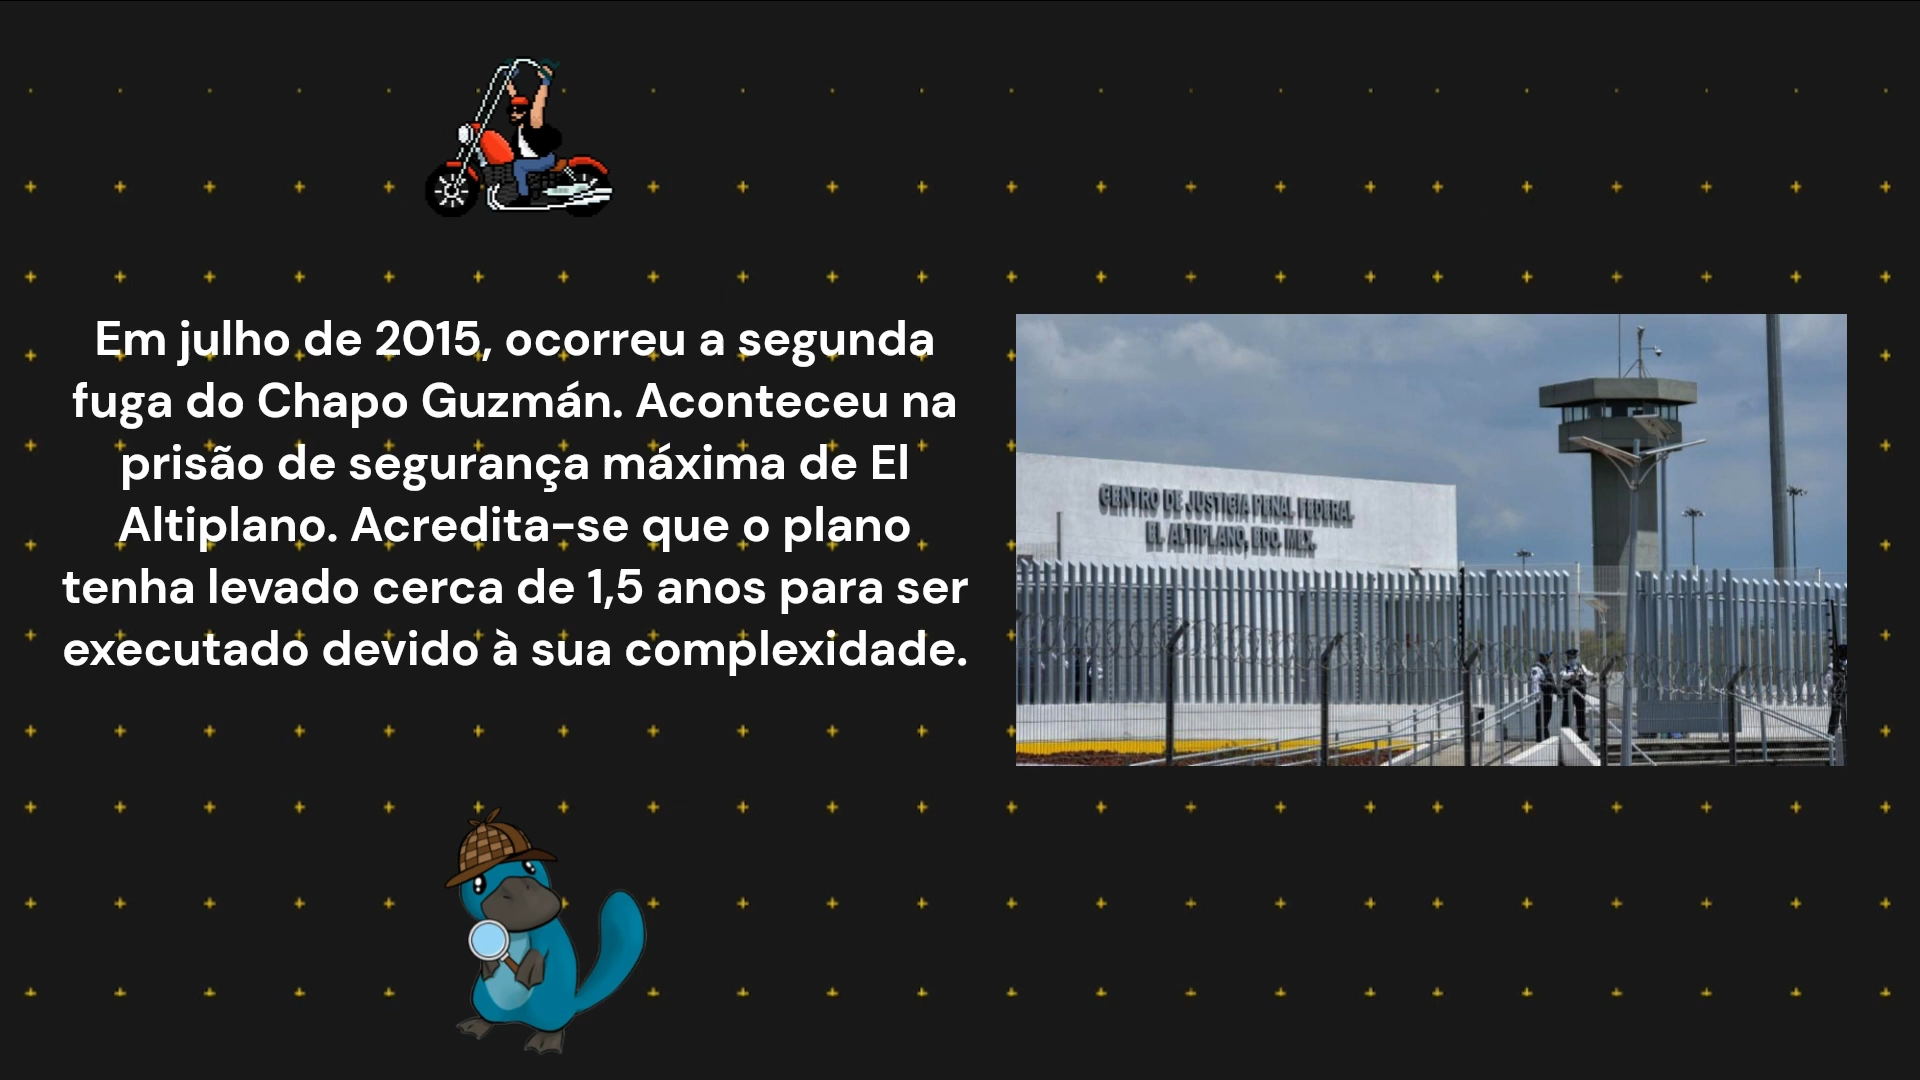 Em julho de 2015, ocorreu a segunda
fuga do Chapo Guzmán. Aconteceu na
prisão de segurança máxima de El
Altiplano. Acredita-se que o plano
tenha levado cerca de 1,5 anos para ser
executado devido à sua complexidade.
CENTRO DE JUSTICIA PENAL FEDERAL
EL ALTIPLANO, EDO. MEX.